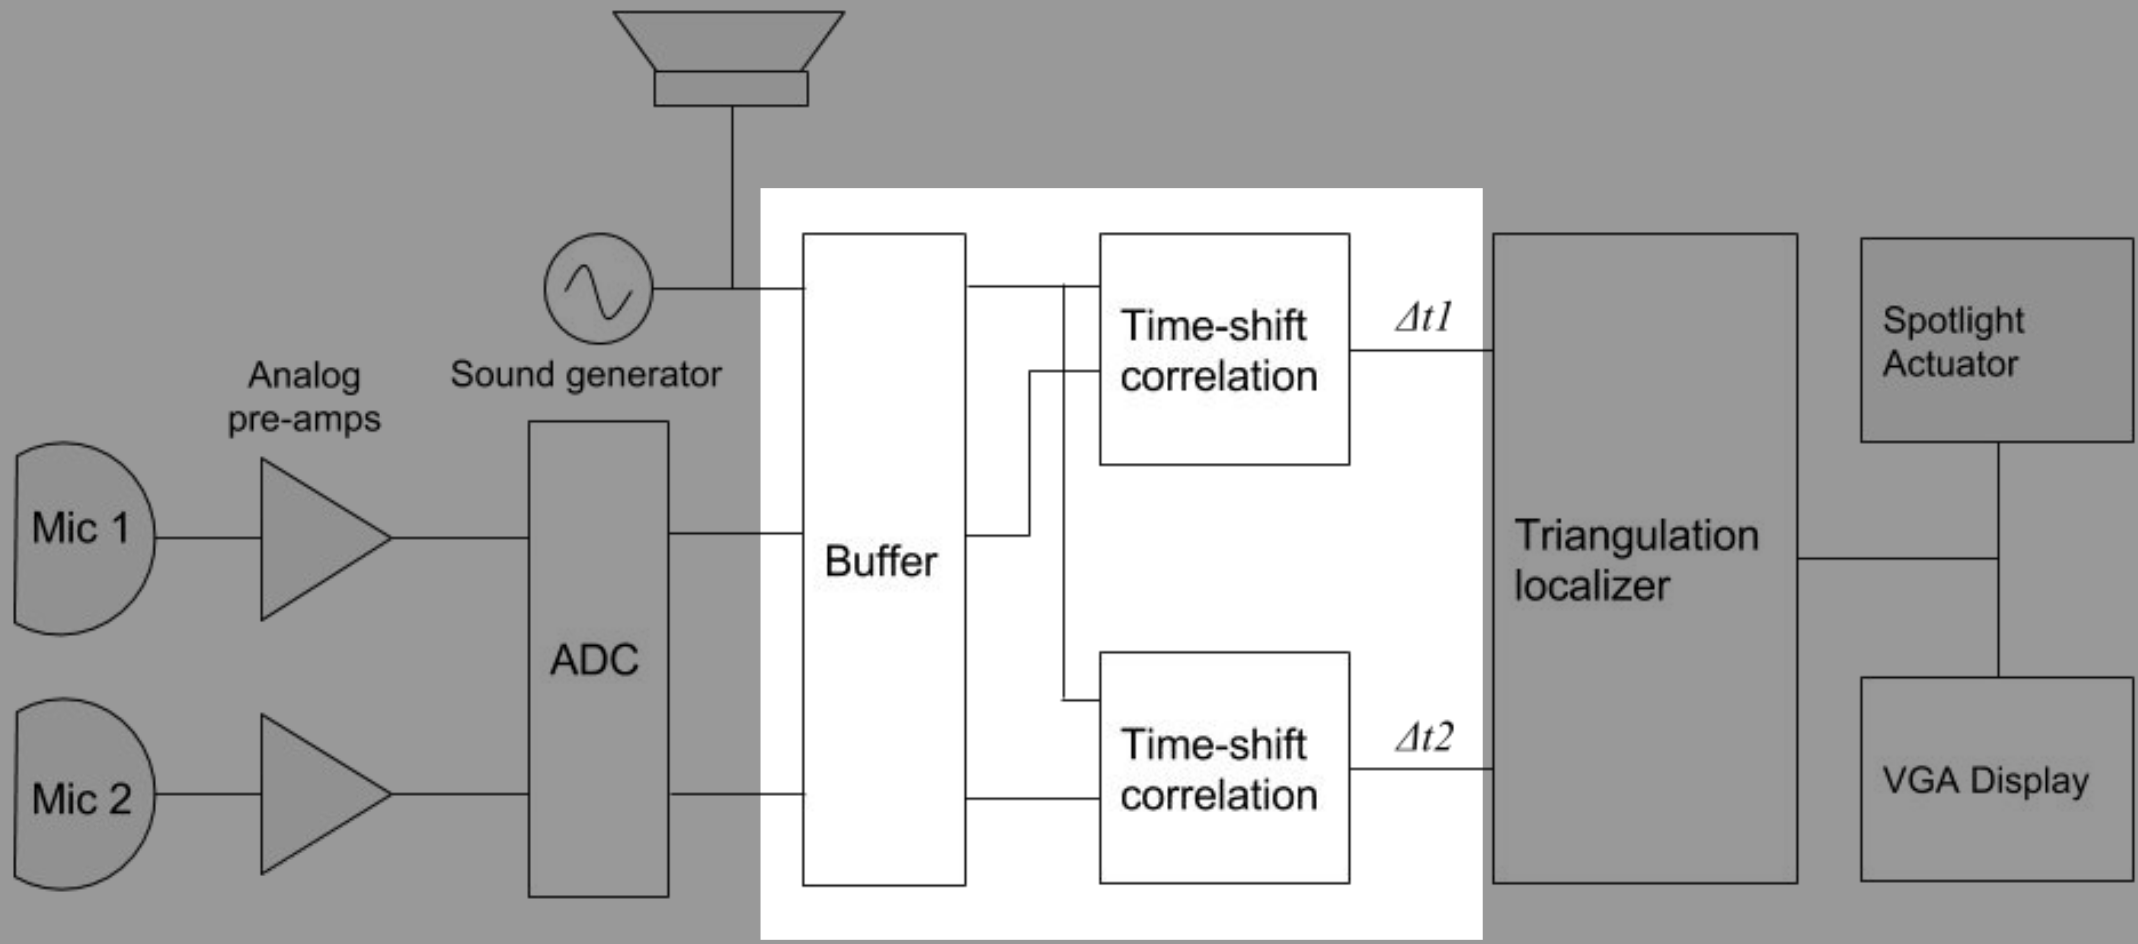 Analog
pre-amps
Sound generator
Mic 1
Mic 2
ADC
Buffer
Time-shift
correlation
Δt1
Time-shift
correlation
Δt2
Triangulation
localizer
Spotlight
Actuator
VGA Display